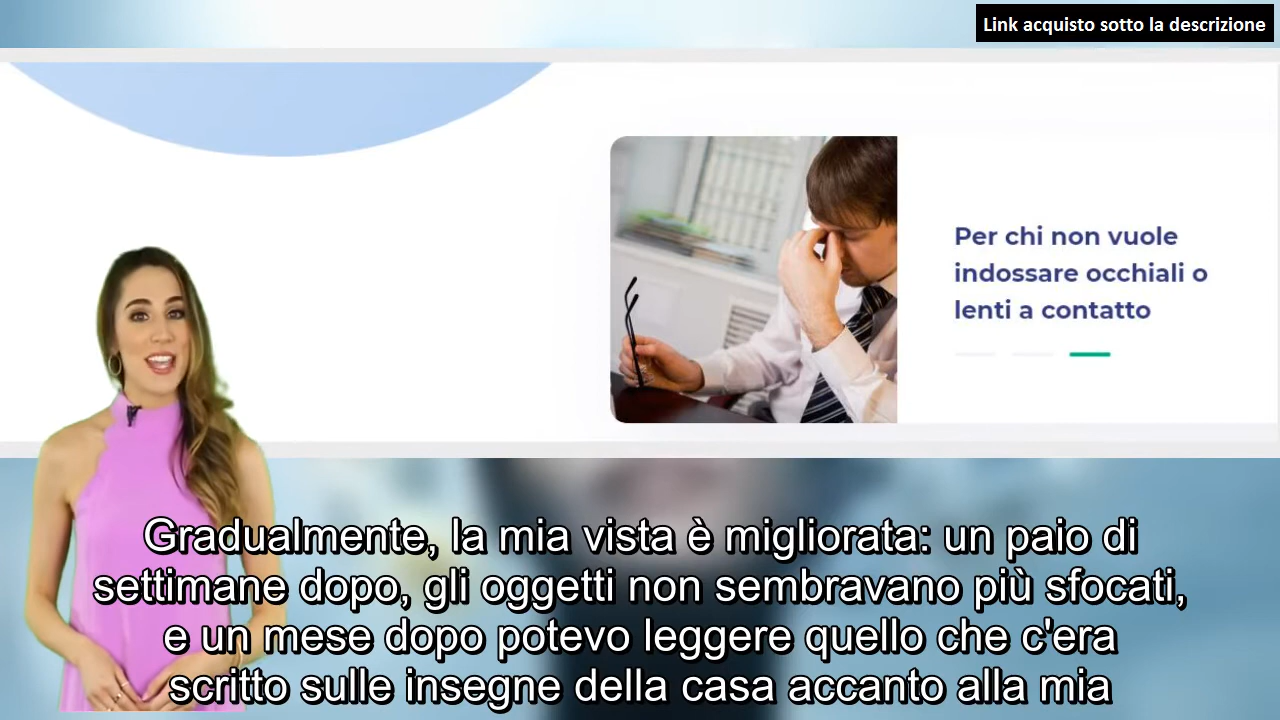 Link acquisto sotto la descrizione
Per chi non vuole
indossare occhiali o
lenti a contatto
Gradualmente, la mia vista è migliorata: un paio di
settimane dopo, gli oggetti non sembravano più sfocati,
e un mese dopo potevo leggere quello che c'era
scritto sulle insegne della casa accanto alla mia